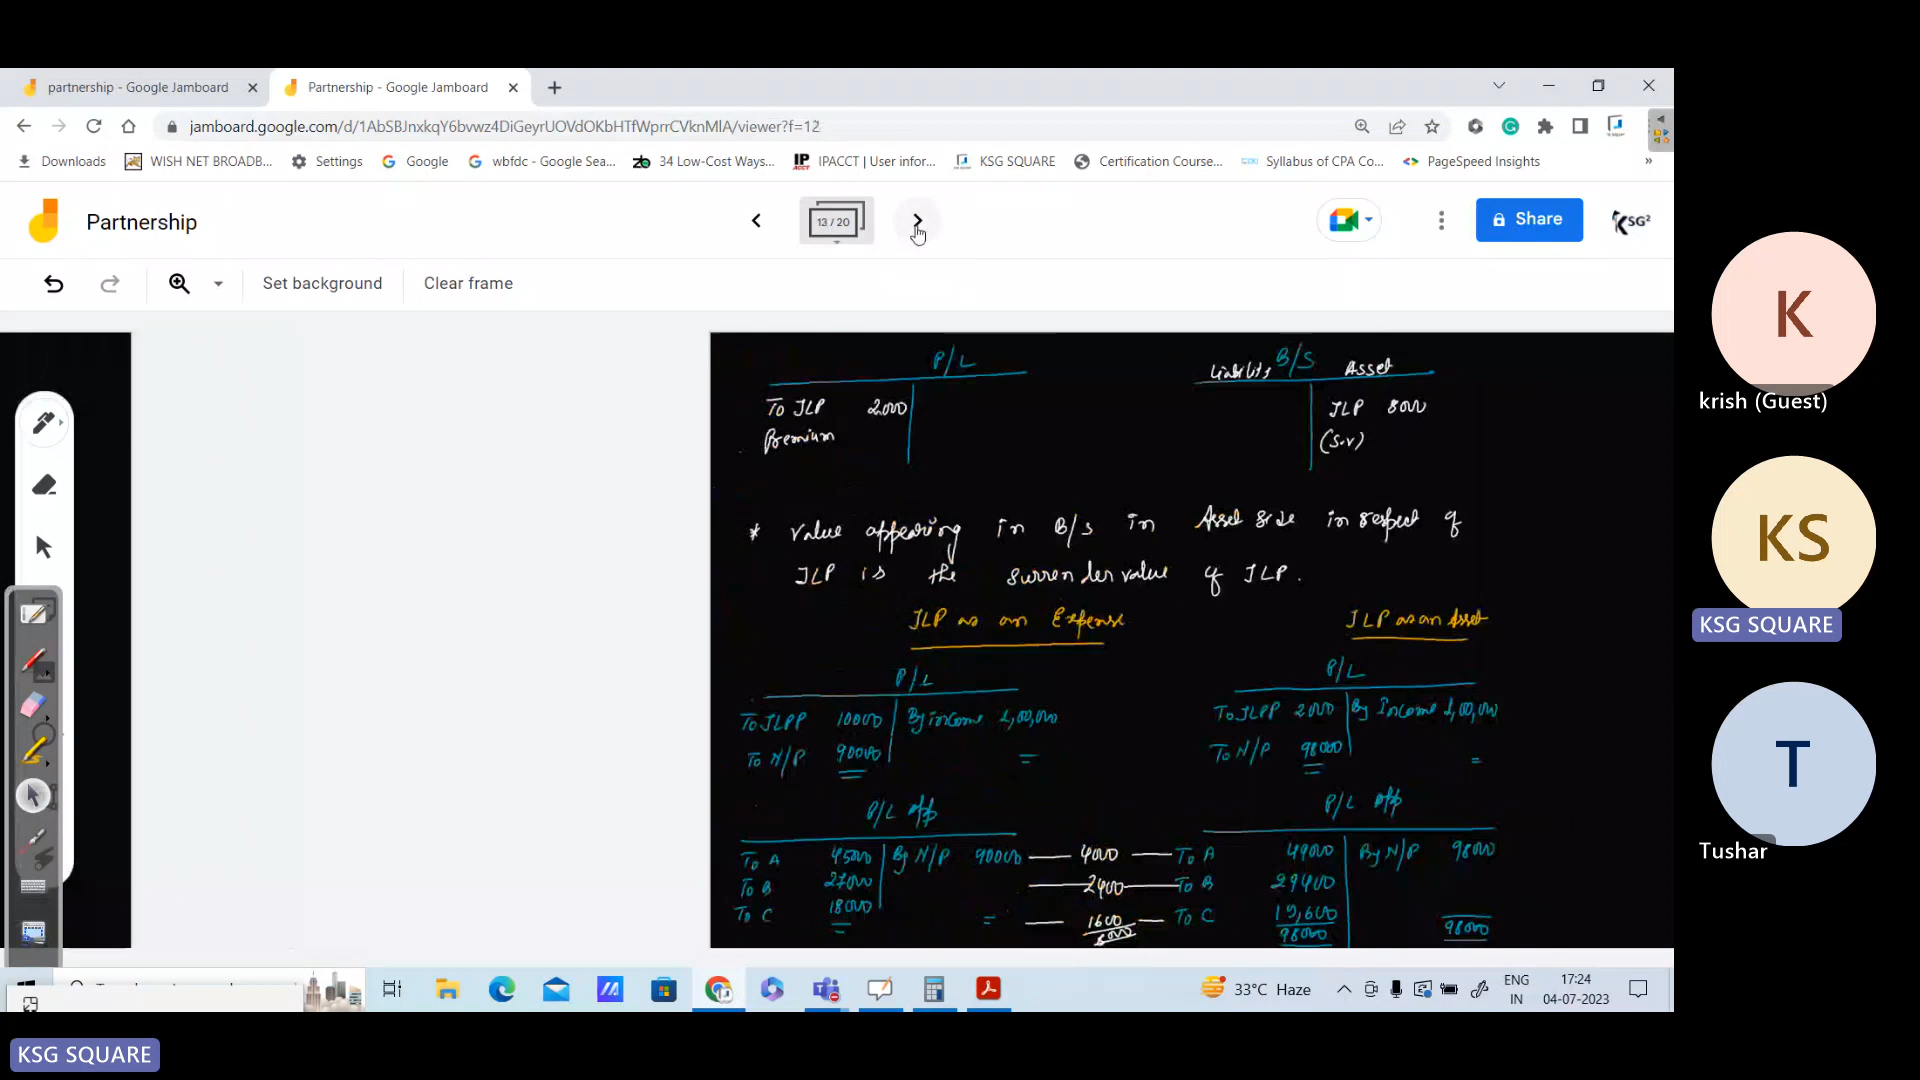 partnership - Google Jamboard
Partnership - Google Jamboard
jamboard.google.com/d/1AbSBJnxkqY6bvwz4DiGeyrUOVdOKbHTfWprrCVknMlA/viewer?f=12
Downloads WISH NET BROADB... Settings Google wbfdc - Google Sea... 34 Low-Cost Ways... IPACCT | User infor... KSG SQUARE Certification Course... Syllabus of CPA Co... PageSpeed Insights »
Partnership
13 / 20
Share
KSG²
Set background Clear frame
P/L
Liability B/S Asset
To JLP 2000
Premium
JLP 8000
(S.V)
* Value appearing in B/S in Asset side in respect of
JLP is the surrender value of JLP.
JLP as an Expense
JLP as an Asset
P/L
P/L
To JLPP 10000 By income 1,00,000
To JLPP 2000 By Income 1,00,000
To N/P 90000 =
To N/P 98000 =
P/L app
P/L app
To A 45000 By N/P 90000 4000 To A 49000 By N/P 98000
To B 27000 2400 To B 29400
To C 18000 = 1600 To C 19,600
8000 98000 98000
K
krish (Guest)
KS
KSG SQUARE
T
Tushar
33°C Haze
ENG
IN
17:24
04-07-2023
KSG SQUARE